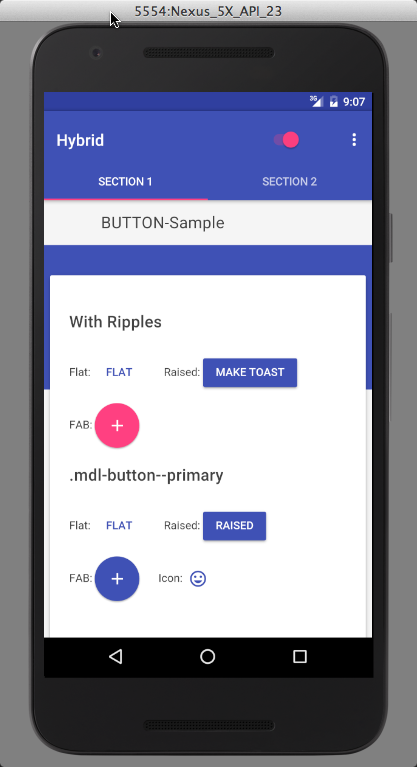 5554:Nexus_5X_API_23
3G 9:07
Hybrid
SECTION 1 SECTION 2
BUTTON-Sample
With Ripples
Flat: FLAT Raised: MAKE TOAST
FAB: +
.mdl-button--primary
Flat: FLAT Raised: RAISED
FAB: + Icon: